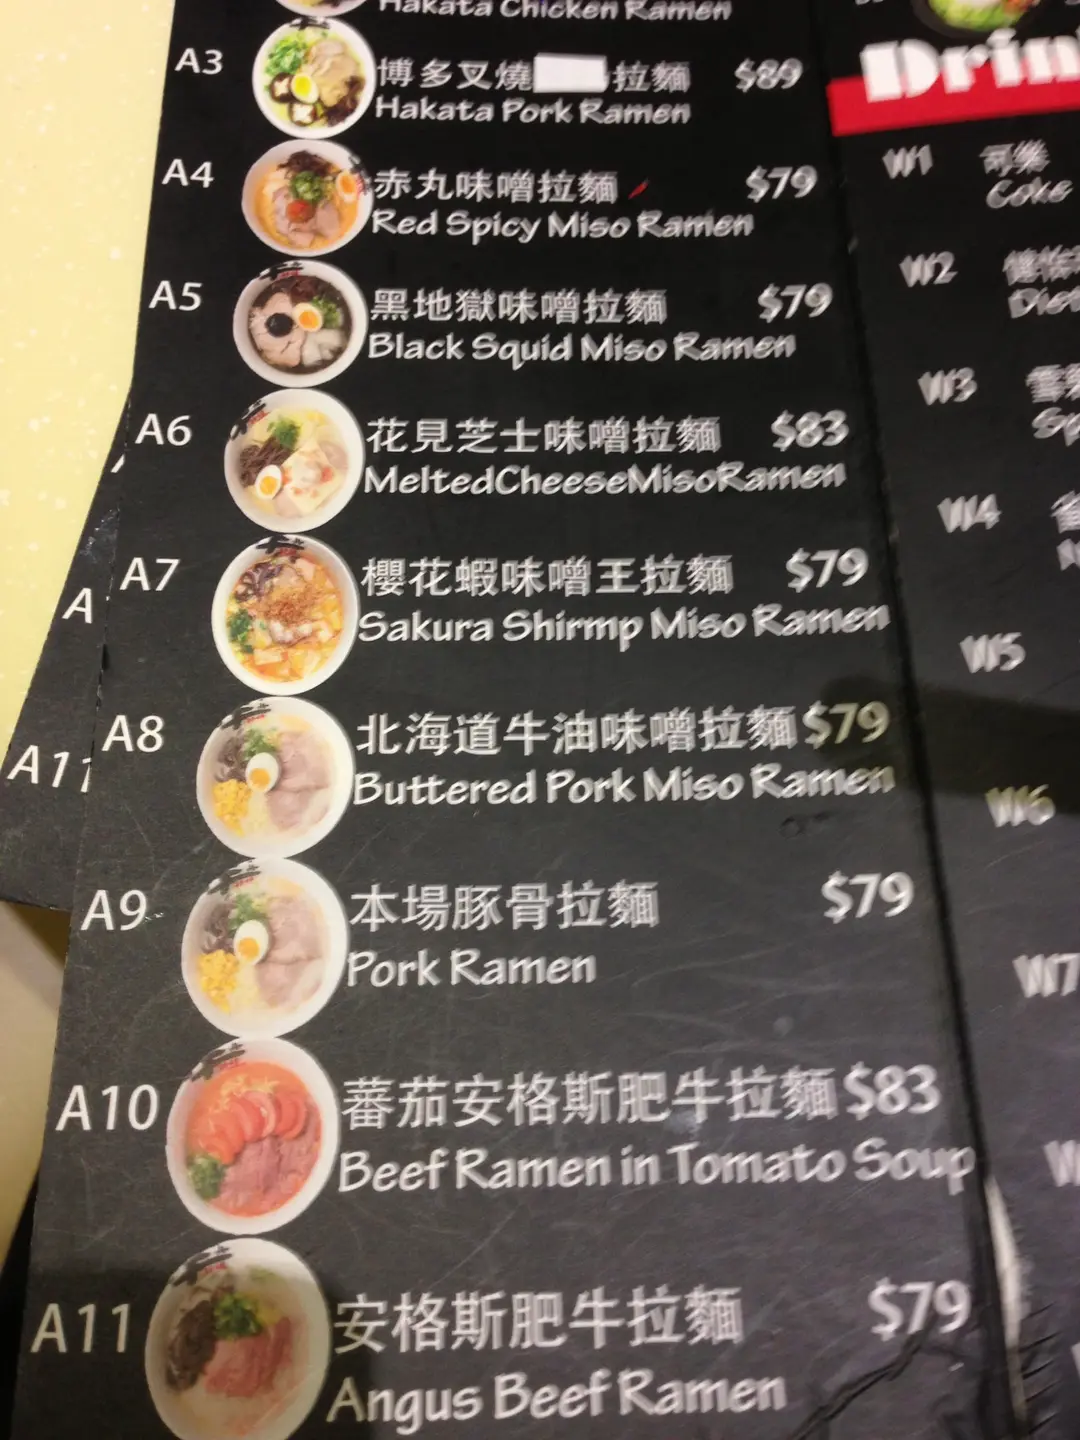 Hakata Chicken Ramen
A3 博多叉燒 拉麵 $89
Hakata Pork Ramen
A4 赤丸味噌拉麵 $79
Red Spicy Miso Ramen
A5 黑地獄味噌拉麵 $79
Black Squid Miso Ramen
A6 花見芝士味噌拉麵 $83
MeltedCheeseMisoRamen
A7 櫻花蝦味噌王拉麵 $79
Sakura Shirmp Miso Ramen
A8 北海道牛油味噌拉麵 $79
Buttered Pork Miso Ramen
A9 本場豚骨拉麵 $79
Pork Ramen
A10 蕃茄安格斯肥牛拉麵 $83
Beef Ramen in Tomato Soup
A11 安格斯肥牛拉麵 $79
Angus Beef Ramen
A
A11
W1 可樂
Coke
W2
W3
W4
W5
W6
W7